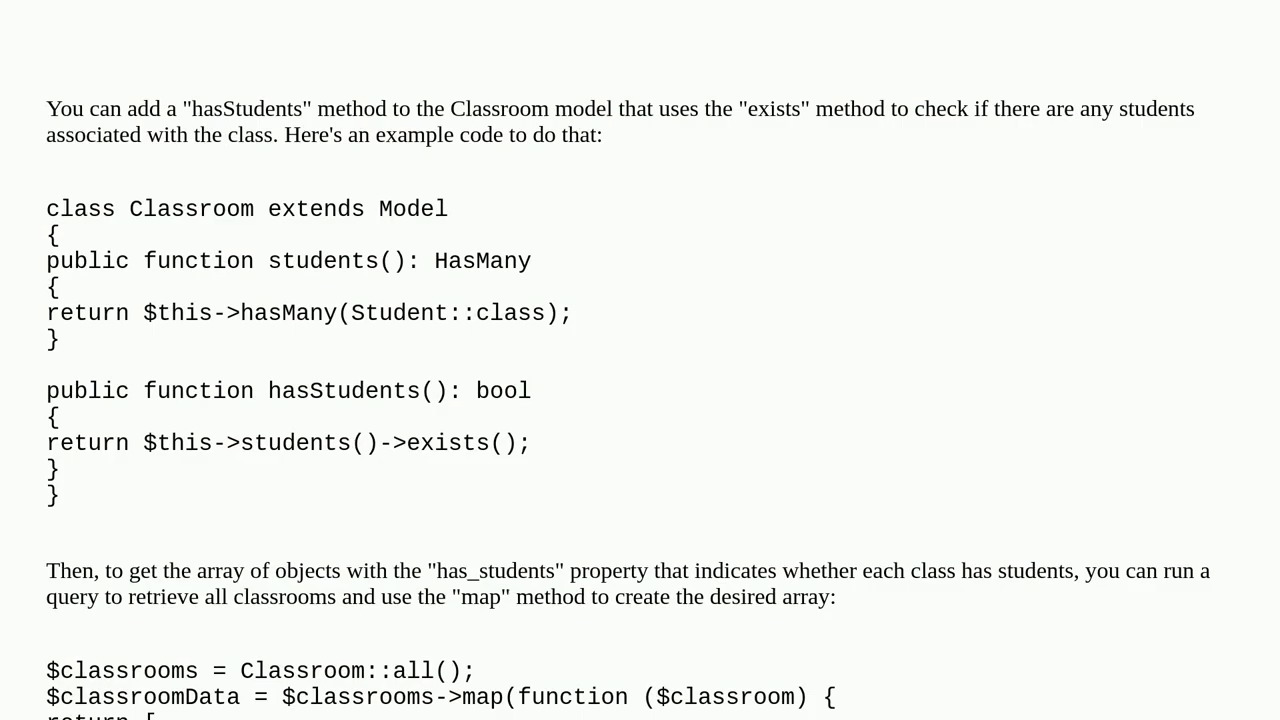 You can add a "hasStudents" method to the Classroom model that uses the "exists" method to check if there are any students
associated with the class. Here's an example code to do that:
class Classroom extends Model
{
public function students(): HasMany
{
return $this->hasMany(Student::class);
}
public function hasStudents(): bool
{
return $this->students()->exists();
}
}
Then, to get the array of objects with the "has_students" property that indicates whether each class has students, you can run a
query to retrieve all classrooms and use the "map" method to create the desired array:
$classrooms = Classroom::all();
$classroomData = $classrooms->map(function ($classroom) {
return [